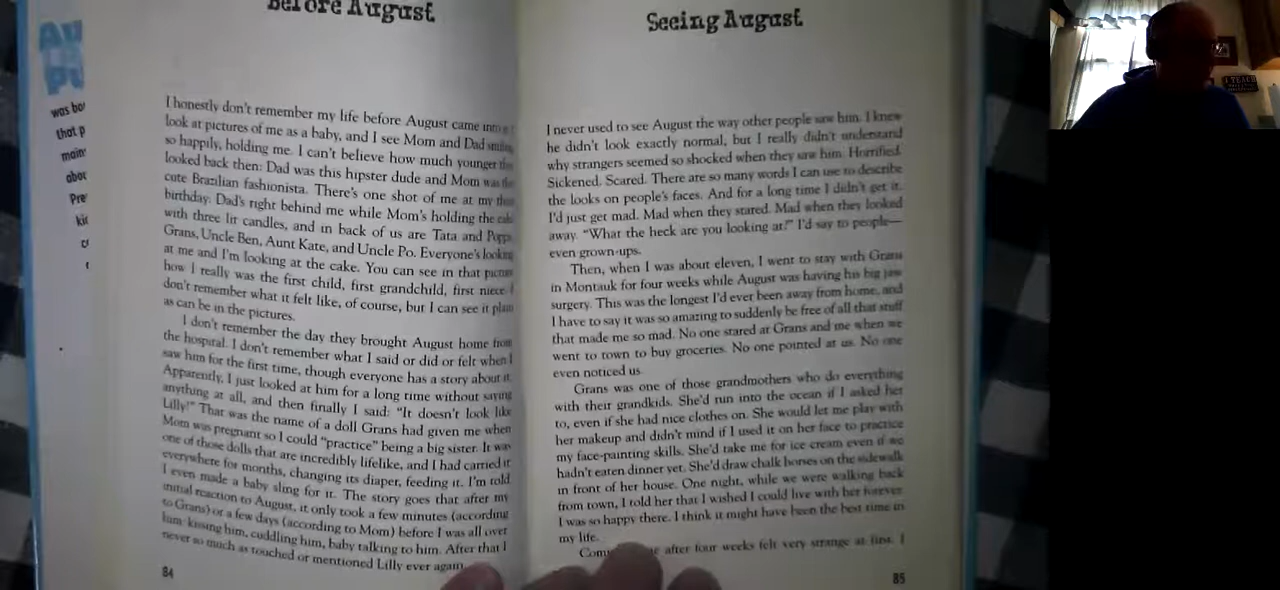 Before August
I honestly don't remember my life before August came into
look at pictures of me as a baby, and I see Mom and Dad smiling
so happily, holding me. I can't believe how much younger they
looked back then: Dad was this hipster dude and Mom was this
cute Brazilian fashionista. There's one shot of me at my third
birthday: Dad's right behind me while Mom's holding the cake
with three lit candles, and in back of us are Tata and Poppa,
Grans, Uncle Ben, Aunt Kate, and Uncle Po. Everyone's looking
at me and I'm looking at the cake. You can see in that picture
how I really was the first child, first grandchild, first niece. I
don't remember what it felt like, of course, but I can see it plain
as can be in the pictures.
I don't remember the day they brought August home from
the hospital. I don't remember what I said or did or felt when I
saw him for the first time, though everyone has a story about it.
Apparently, I just looked at him for a long time without saying
anything at all, and then finally I said: "It doesn't look like
Lilly!" That was the name of a doll Grans had given me when
Mom was pregnant so I could "practice" being a big sister. It was
one of those dolls that are incredibly lifelike, and I had carried it
everywhere for months, changing its diaper, feeding it. I'm told
I even made a baby sling for it. The story goes that after my
initial reaction to August, it only took a few minutes (according
to Grans) or a few days (according to Mom) before I was all over
him: kissing him, cuddling him, baby talking to him. After that I
never so much as touched or mentioned Lilly ever again.
84
Seeing August
I never used to see August the way other people saw him. I knew
he didn't look exactly normal, but I really didn't understand
why strangers seemed so shocked when they saw him. Horrified.
Sickened. Scared. There are so many words I can use to describe
the looks on people's faces. And for a long time I didn't get it.
I'd just get mad. Mad when they stared. Mad when they looked
away. "What the heck are you looking at?" I'd say to people—
even grown-ups.
Then, when I was about eleven, I went to stay with Grans
in Montauk for four weeks while August was having his big jaw
surgery. This was the longest I'd ever been away from home, and
I have to say it was so amazing to suddenly be free of all that stuff
that made me so mad. No one stared at Grans and me when we
went to town to buy groceries. No one pointed at us. No one
even noticed us.
Grans was one of those grandmothers who do everything
with their grandkids. She'd run into the ocean if I asked her
to, even if she had nice clothes on. She would let me play with
her makeup and didn't mind if I used it on her face to practice
my face-painting skills. She'd take me for ice cream even if we
hadn't eaten dinner yet. She'd draw chalk horses on the sidewalk
in front of her house. One night, while we were walking back
from town, I told her that I wished I could live with her forever.
I was so happy there. I think it might have been the best time in
my life.
after four weeks felt very strange at first. I
85
was
that